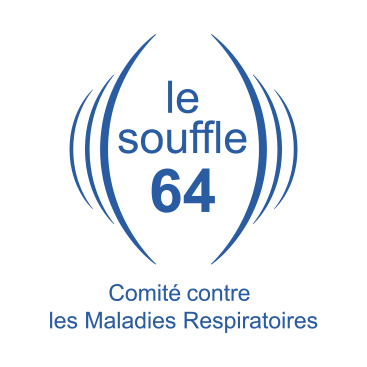 le
souffle
64
Comité contre
les Maladies Respiratoires